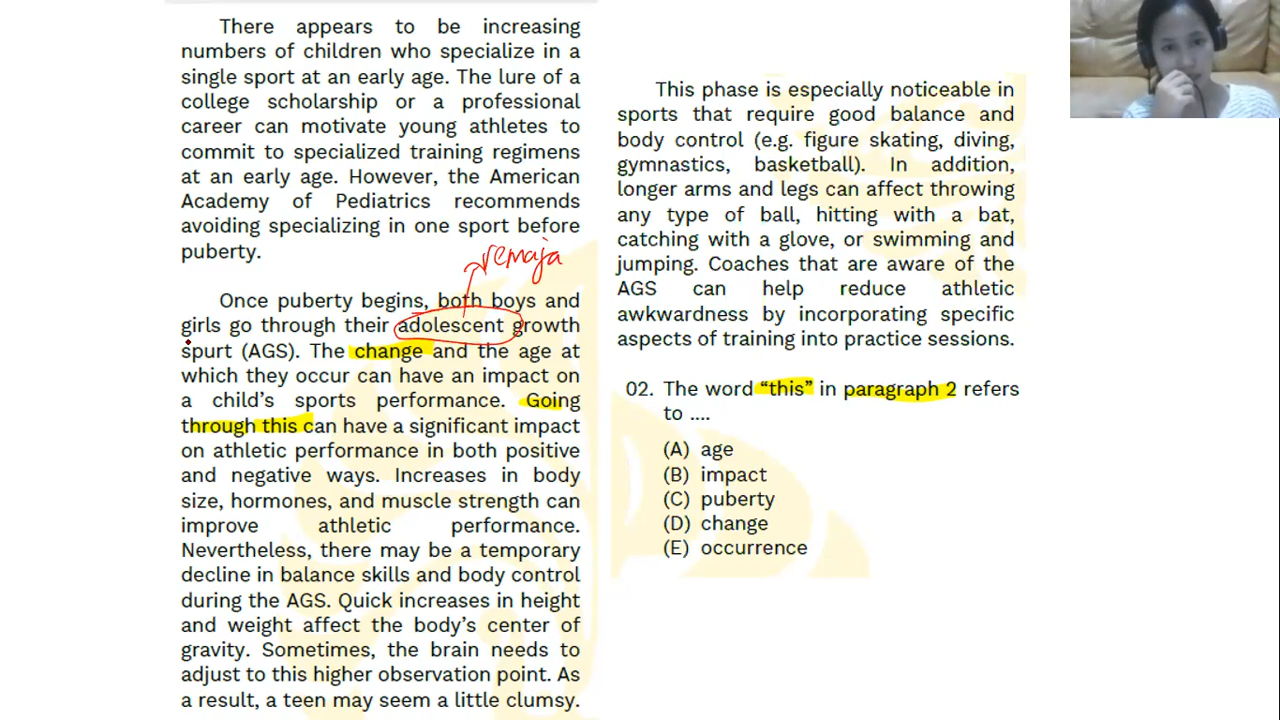 There appears to be increasing
numbers of children who specialize in a
single sport at an early age. The lure of a
college scholarship or a professional
career can motivate young athletes to
commit to specialized training regimens
at an early age. However, the American
Academy of Pediatrics recommends
avoiding specializing in one sport before
puberty.
remaja
Once puberty begins, both boys and
girls go through their adolescent growth
spurt (AGS). The change and the age at
which they occur can have an impact on
a child's sports performance. Going
through this can have a significant impact
on athletic performance in both positive
and negative ways. Increases in body
size, hormones, and muscle strength can
improve athletic performance.
Nevertheless, there may be a temporary
decline in balance skills and body control
during the AGS. Quick increases in height
and weight affect the body's center of
gravity. Sometimes, the brain needs to
adjust to this higher observation point. As
a result, a teen may seem a little clumsy.
This phase is especially noticeable in
sports that require good balance and
body control (e.g. figure skating, diving,
gymnastics, basketball). In addition,
longer arms and legs can affect throwing
any type of ball, hitting with a bat,
catching with a glove, or swimming and
jumping. Coaches that are aware of the
AGS can help reduce athletic
awkwardness by incorporating specific
aspects of training into practice sessions.
02. The word “this” in paragraph 2 refers
to ....
(A) age
(B) impact
(C) puberty
(D) change
(E) occurrence